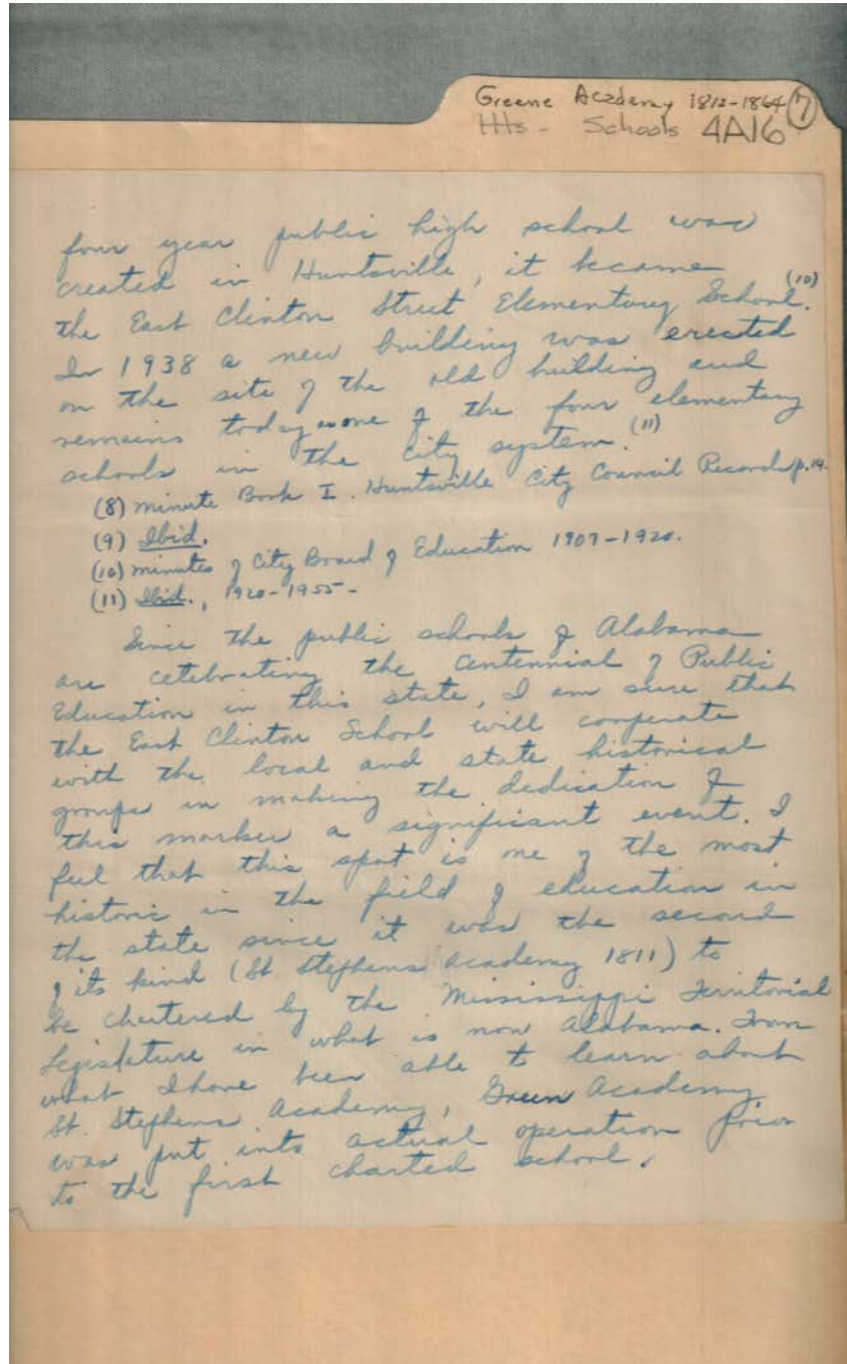 Greene Academy 1812-1864 (7)
Hts - Schools 4A16
four year public high school was
created in Huntsville, it became
the East Clinton Street Elementary School. (10)
In 1938 a new building was erected
on the site of the old building and
remains today as one of the four elementary
schools in the city system. (11)
(8) Minute Book I. Huntsville City Council Records p.14.
(9) Ibid.
(10) Minutes of City Board of Education 1907-1920.
(11) Ibid., 1920-1955-
Since the public schools of Alabama
are celebrating the Centennial of Public
Education in this state, I am sure that
the East Clinton School will cooperate
with the local and state historical
groups in making the dedication of
this marker a significant event. I
feel that this spot is one of the most
historic in the field of education in
the state since it was the second
of its kind (St Stephens Academy 1811) to
be chartered by the Mississippi Territorial
Legislature in what is now Alabama. From
what I have been able to learn about
St. Stephens Academy, Green Academy
was put into actual operation prior
to the first charted school.